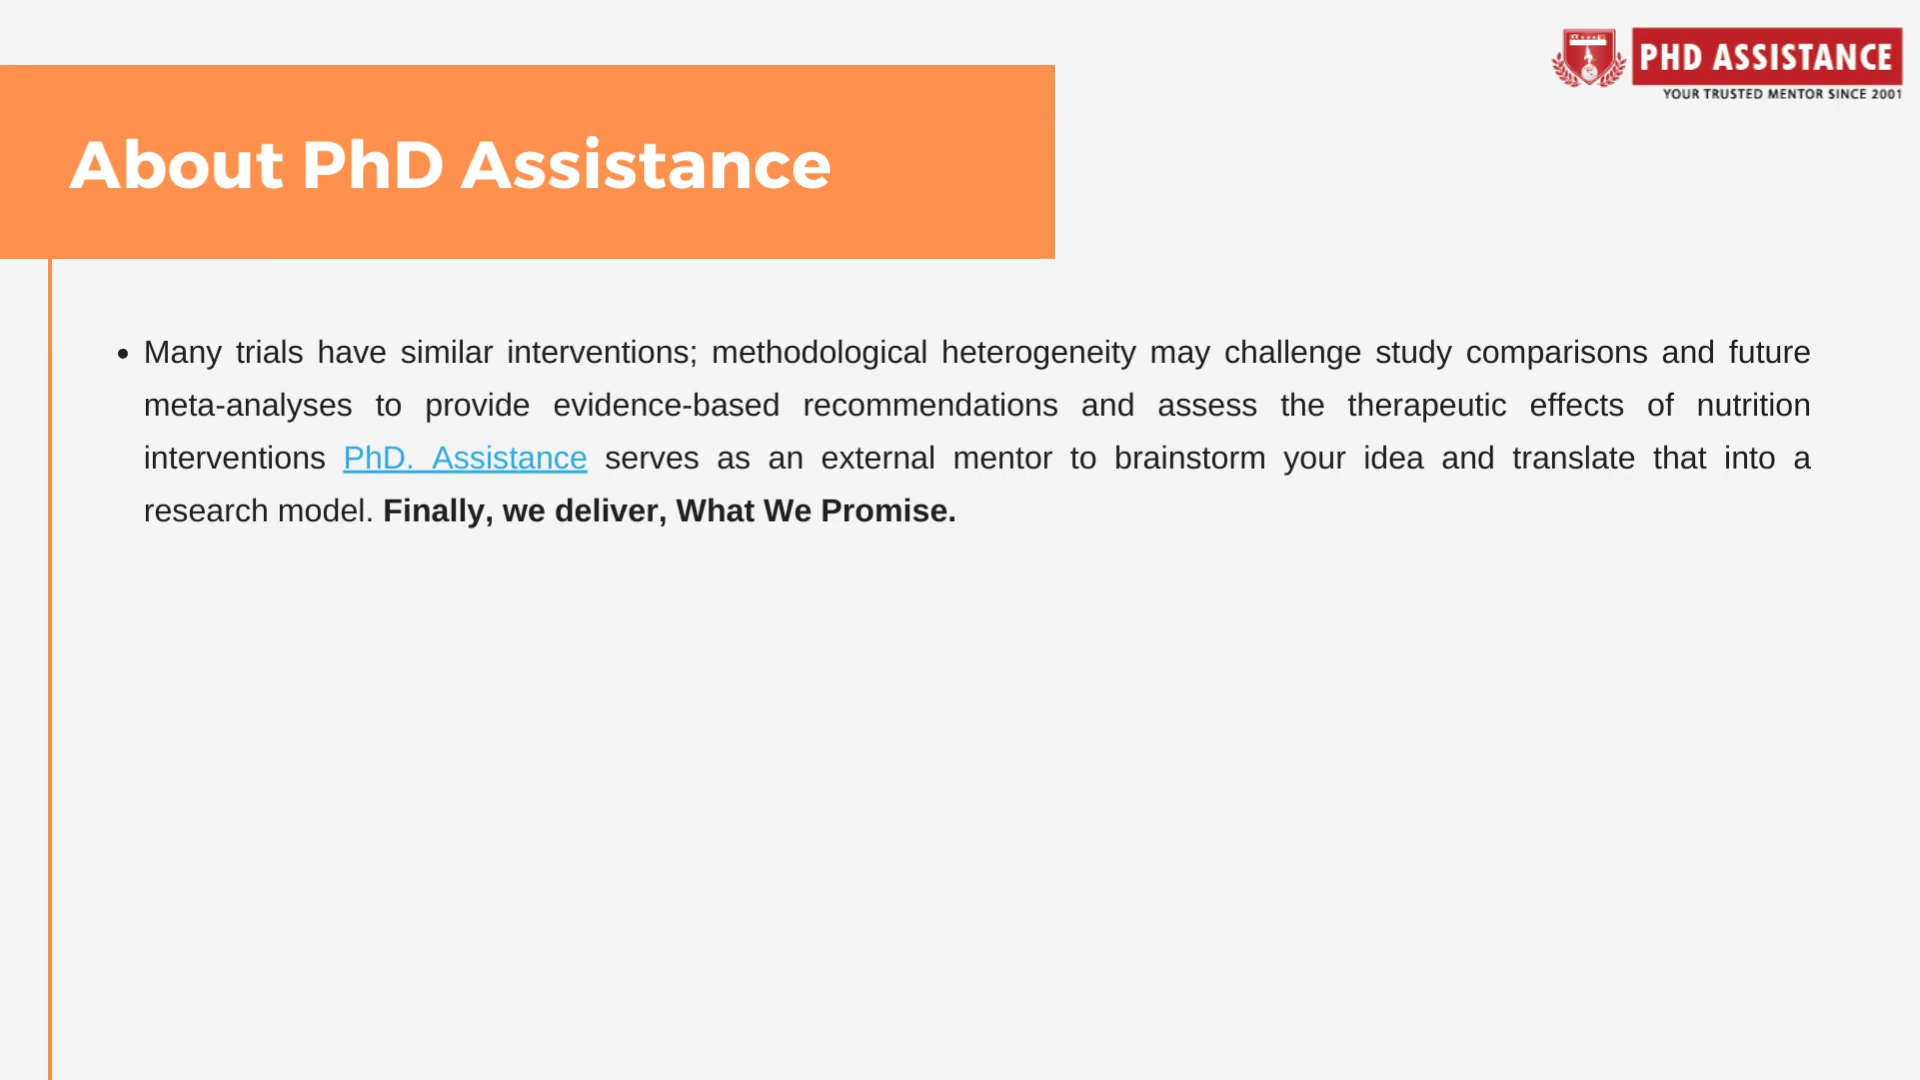 PHD ASSISTANCE
YOUR TRUSTED MENTOR SINCE 2001
About PhD Assistance
• Many trials have similar interventions; methodological heterogeneity may challenge study comparisons and future
meta-analyses to provide evidence-based recommendations and assess the therapeutic effects of nutrition
interventions PhD. Assistance serves as an external mentor to brainstorm your idea and translate that into a
research model. Finally, we deliver, What We Promise.